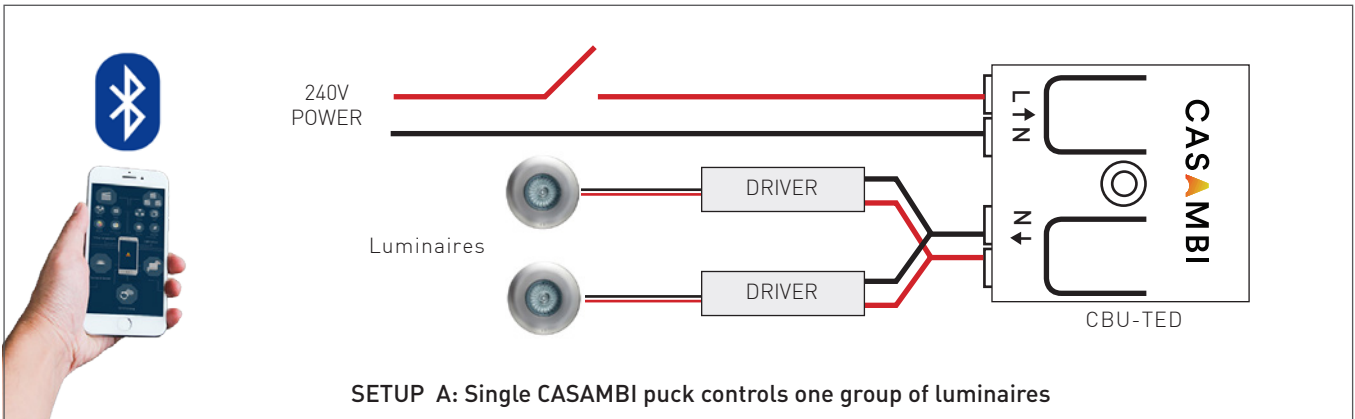 240V
POWER
L
N
CASAMBI
DRIVER
N
Luminaires
DRIVER
CBU-TED
SETUP A: Single CASAMBI puck controls one group of luminaires